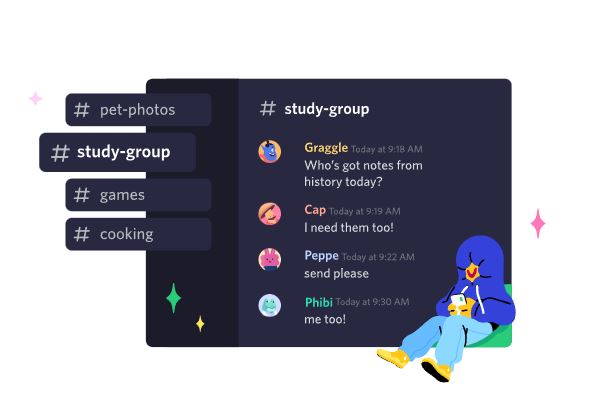 # pet-photos
# study-group
# games
# cooking
# study-group
Graggle Today at 9:18 AM
Who's got notes from
history today?
Cap Today at 9:19 AM
I need them too!
Peppe Today at 9:22 AM
send please
Phibi Today at 9:30 AM
me too!